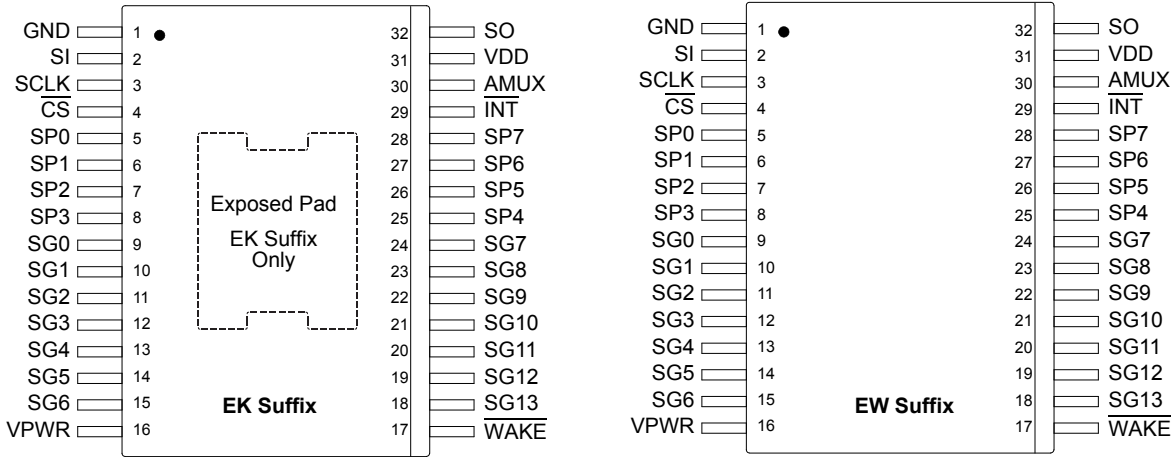 GND 1 32 SO
SI 2 31 VDD
SCLK 3 30 AMUX
CS 4 29 INT
SP0 5 28 SP7
SP1 6 27 SP6
SP2 7 26 SP5
SP3 8 25 SP4
SG0 9 24 SG7
SG1 10 23 SG8
SG2 11 22 SG9
SG3 12 21 SG10
SG4 13 20 SG11
SG5 14 19 SG12
SG6 15 18 SG13
VPWR 16 17 WAKE
Exposed Pad
EK Suffix
Only
EK Suffix
GND 1 32 SO
SI 2 31 VDD
SCLK 3 30 AMUX
CS 4 29 INT
SP0 5 28 SP7
SP1 6 27 SP6
SP2 7 26 SP5
SP3 8 25 SP4
SG0 9 24 SG7
SG1 10 23 SG8
SG2 11 22 SG9
SG3 12 21 SG10
SG4 13 20 SG11
SG5 14 19 SG12
SG6 15 18 SG13
VPWR 16 17 WAKE
EW Suffix